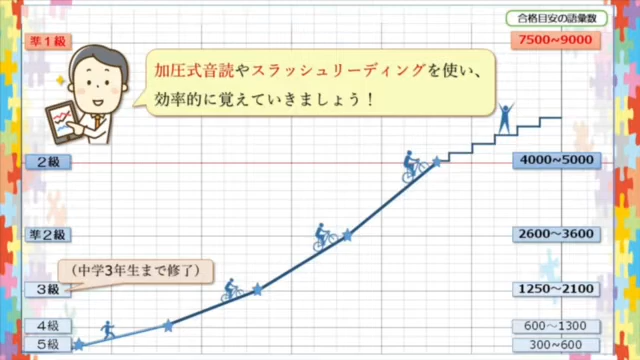 合格目安の語彙数
準1級
7500~9000
加圧式音読やスラッシュリーディングを使い、
効率的に覚えていきましょう！
2級
4000~5000
準2級
2600~3600
（中学3年生まで修了）
3級
1250~2100
4級
600～1300
5級
300~600